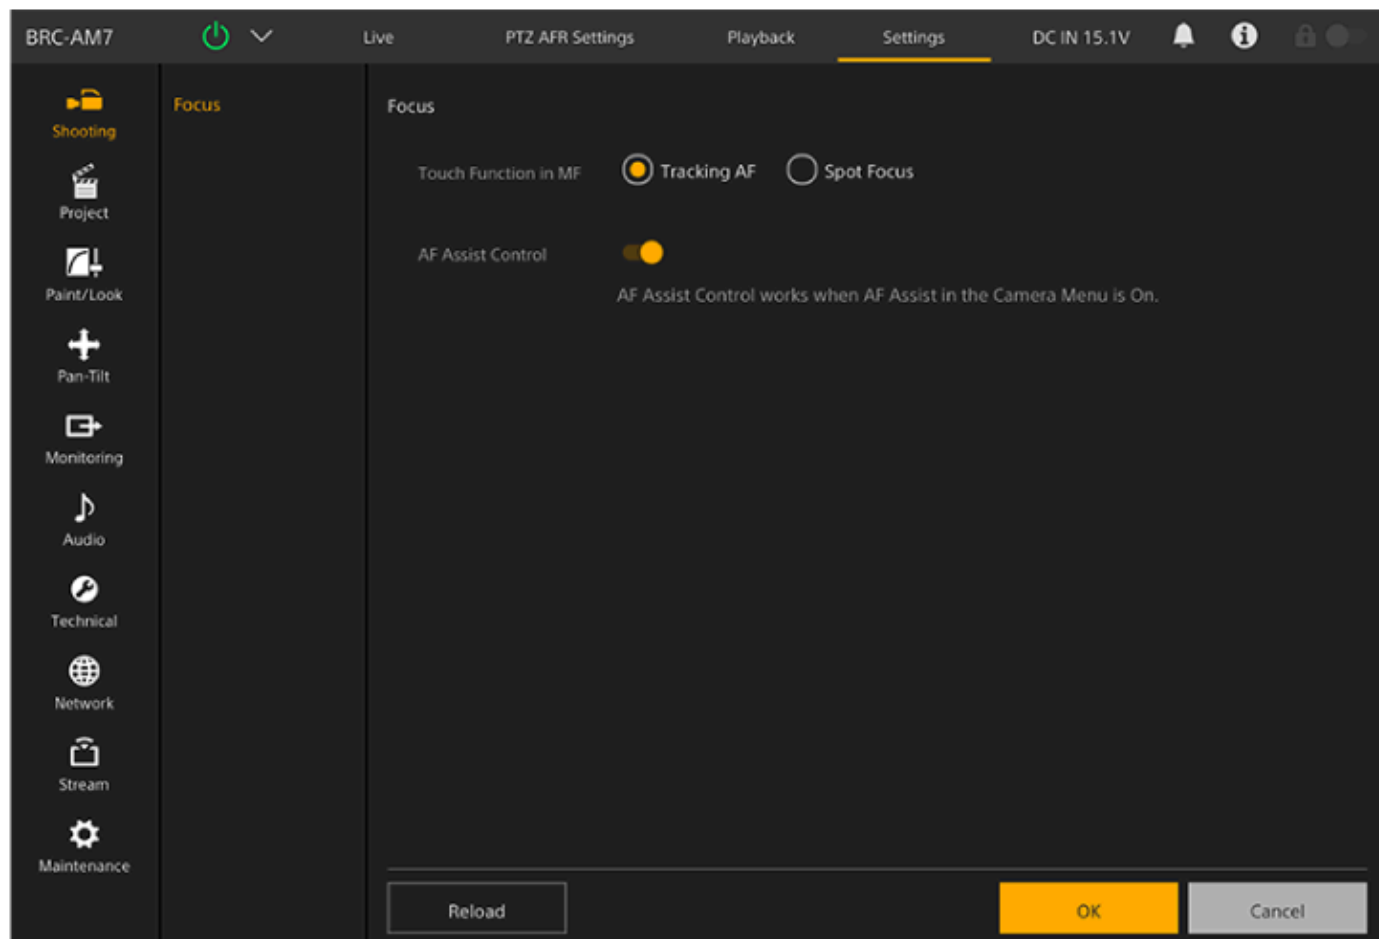 BRC-AM7
Live
PTZ AFR Settings
Playback
Settings
DC IN 15.1V
Shooting
Project
Paint/Look
Pan-Tilt
Monitoring
Audio
Technical
Network
Stream
Maintenance
Focus
Focus
Touch Function in MF
Tracking AF
Spot Focus
AF Assist Control
AF Assist Control works when AF Assist in the Camera Menu is On.
Reload
OK
Cancel